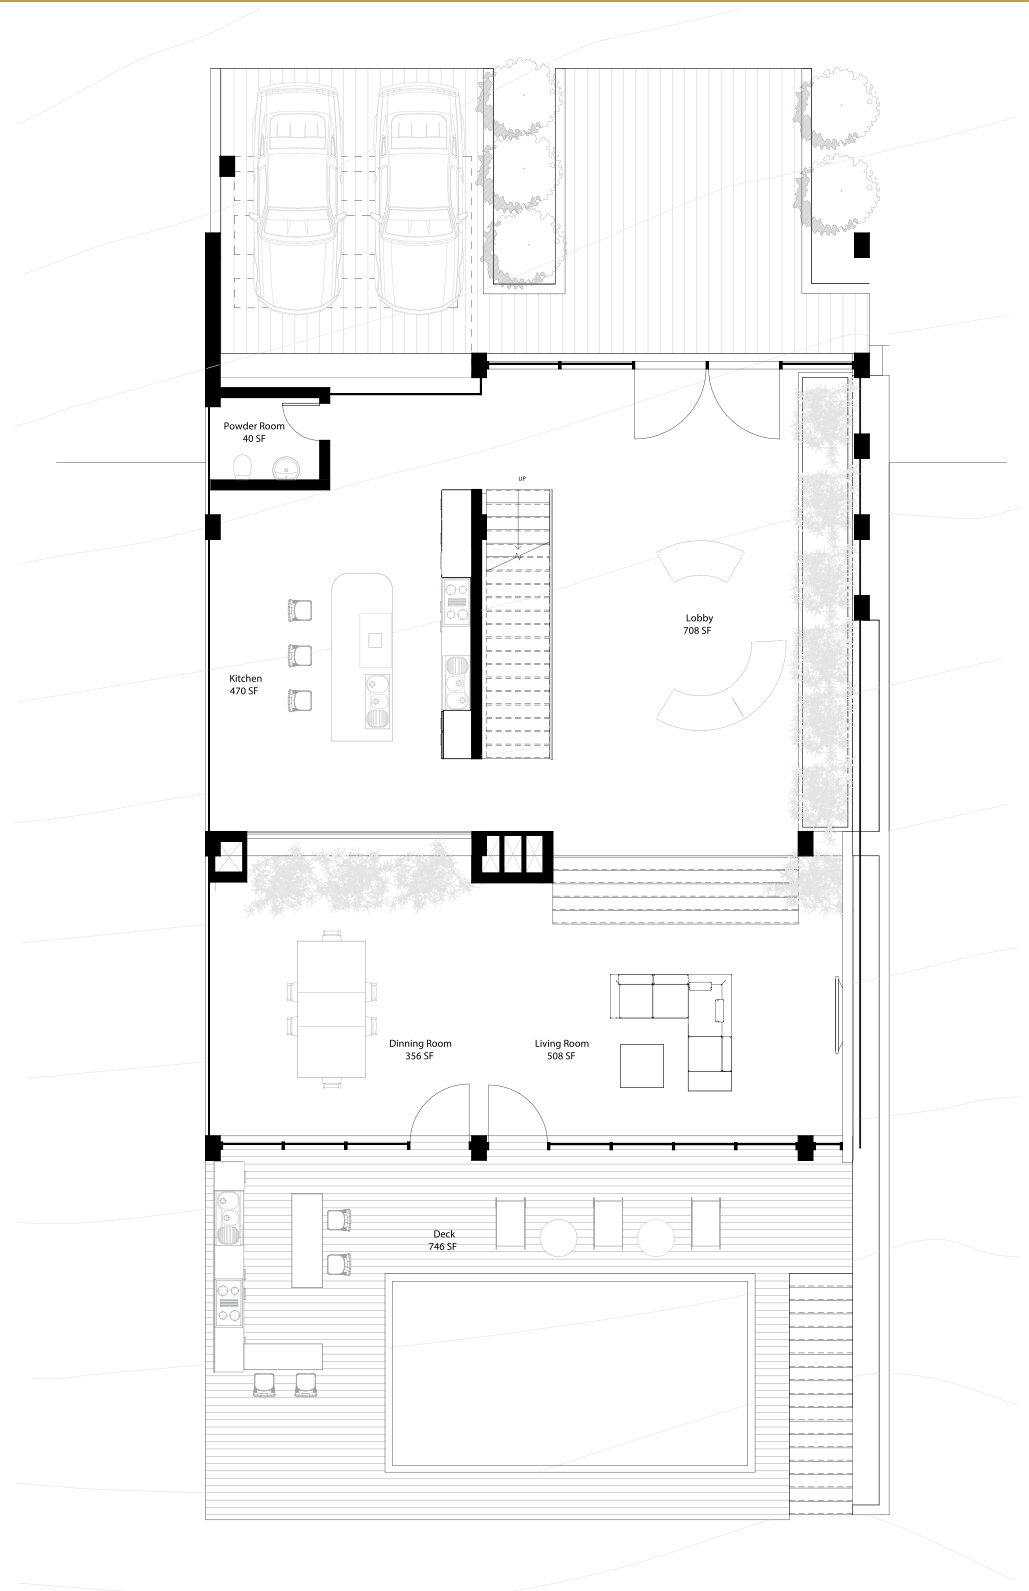 Powder Room
40 SF
UP
Lobby
708 SF
Kitchen
470 SF
Dinning Room
356 SF
Living Room
508 SF
Deck
746 SF